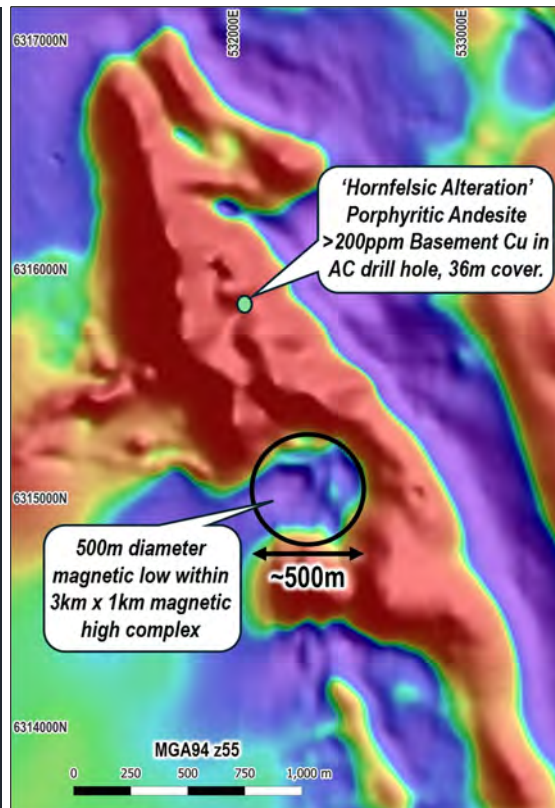 6317000N
532000E
533000E
‘Hornfelsic Alteration’
Porphyritic Andesite
>200ppm Basement Cu in
AC drill hole, 36m cover.
6316000N
6315000N
500m diameter
magnetic low within
3km x 1km magnetic
high complex
~500m
6314000N
MGA94 z55
0 250 500 750 1,000 m